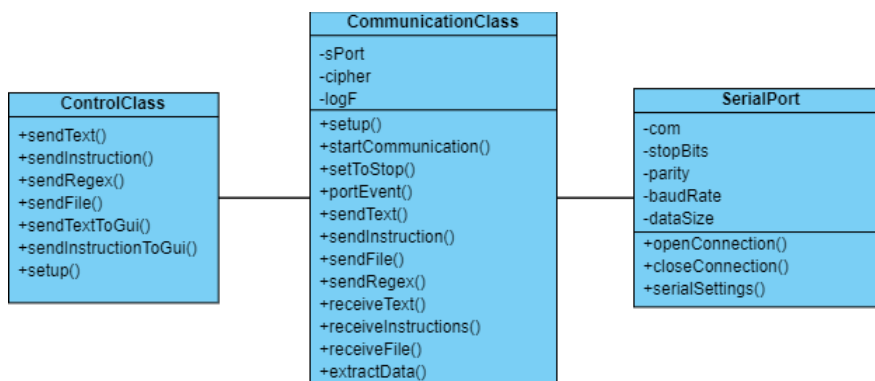 ControlClass
+sendText()
+sendInstruction()
+sendRegex()
+sendFile()
+sendTextToGui()
+sendInstructionToGui()
+setup()
CommunicationClass
-sPort
-cipher
-logF
+setup()
+startCommunication()
+setToStop()
+portEvent()
+sendText()
+sendInstruction()
+sendFile()
+sendRegex()
+receiveText()
+receiveInstructions()
+receiveFile()
+extractData()
SerialPort
-com
-stopBits
-parity
-baudRate
-dataSize
+openConnection()
+closeConnection()
+serialSettings()